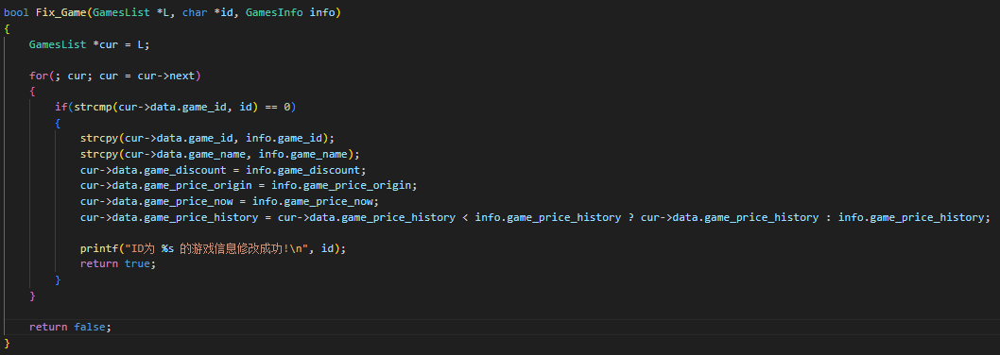 bool Fix_Game(GamesList *L, char *id, GamesInfo info)
{
    GamesList *cur = L;

    for(; cur; cur = cur->next)
    {
        if(strcmp(cur->data.game_id, id) == 0)
        {
            strcpy(cur->data.game_id, info.game_id);
            strcpy(cur->data.game_name, info.game_name);
            cur->data.game_discount = info.game_discount;
            cur->data.game_price_origin = info.game_price_origin;
            cur->data.game_price_now = info.game_price_now;
            cur->data.game_price_history = cur->data.game_price_history < info.game_price_history ? cur->data.game_price_history : info.game_price_history;

            printf("ID为 %s 的游戏信息修改成功!\n", id);
            return true;
        }
    }

    return false;
}